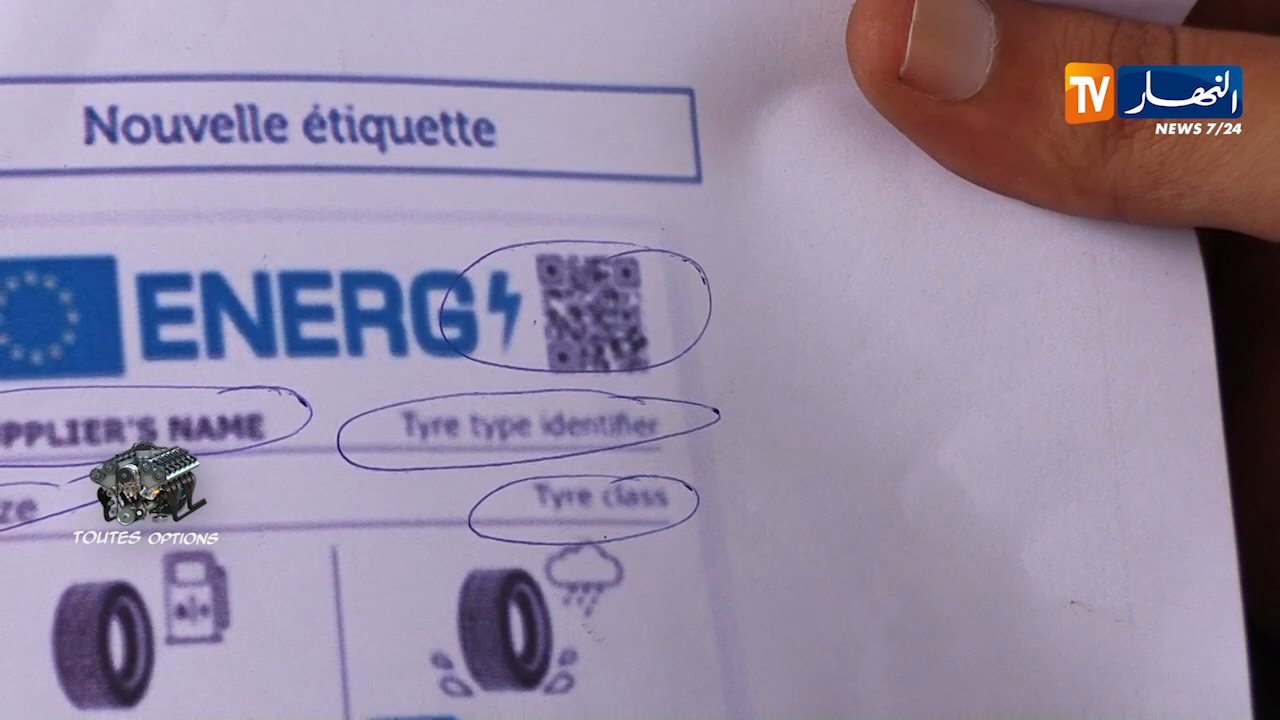 TV النهار
NEWS 7/24
Nouvelle étiquette
ENERG
PPLIER'S NAME
Tyre type identifier
ze
Tyre class
TOUTES OPTIONS